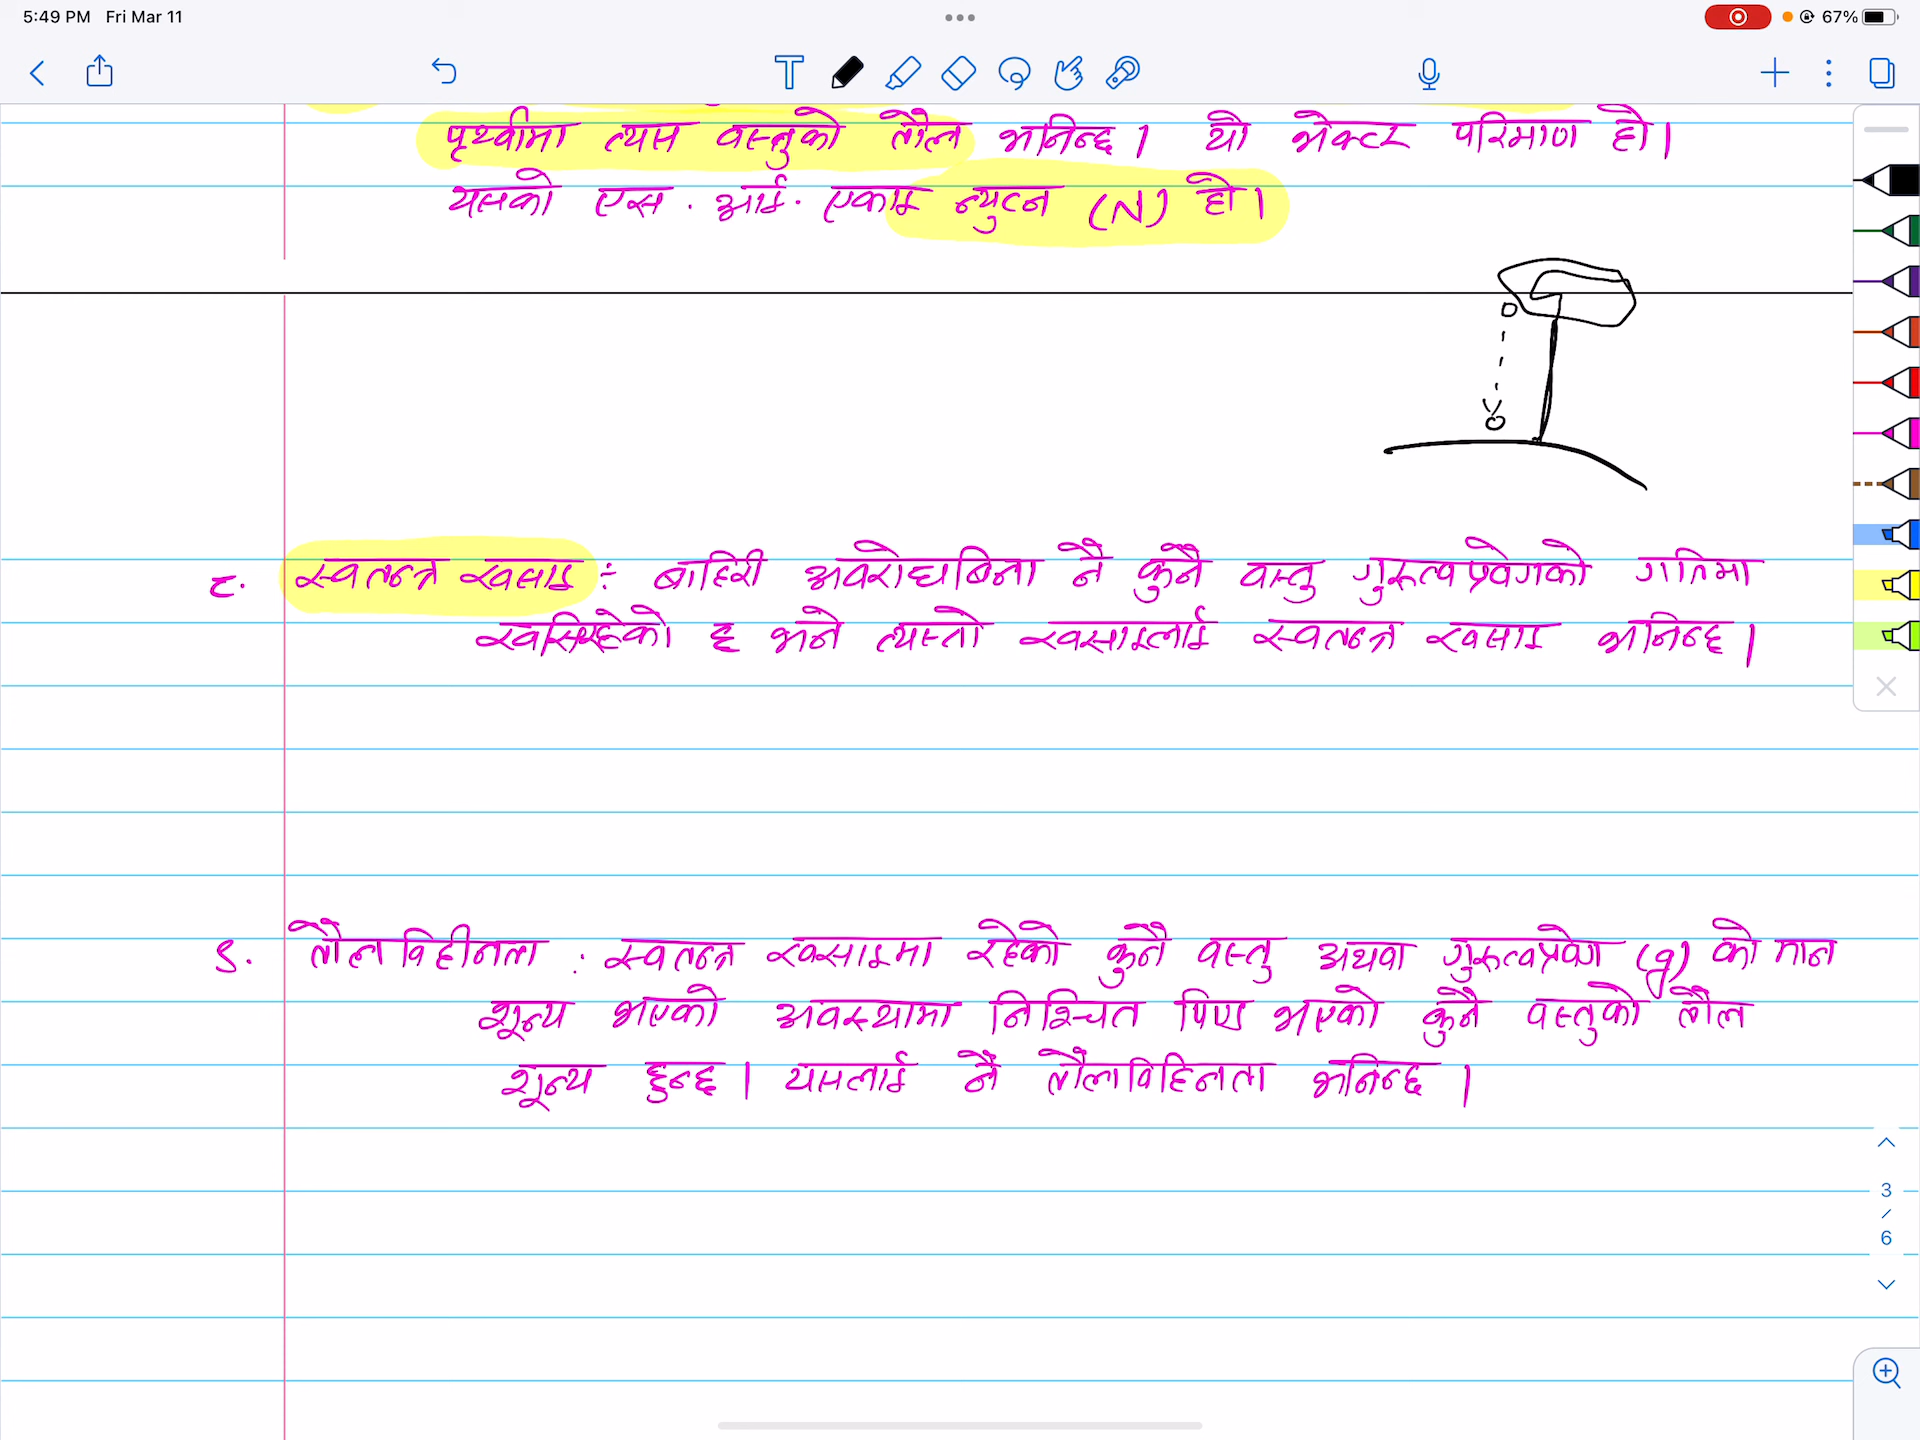 5:49 PM Fri Mar 11
67%
पृथ्वीमा त्यस वस्तुको तौल भनिन्छ। यो भेक्टर परिमाण हो।
यसको एस. आई. एकाइ न्युटन (N) हो।
८. स्वतन्त्र खसाइ : बाहिरी अवरोधबिना नै कुनै वस्तु गुरुत्वप्रवेगको गतिमा
खसिरहेको छ भने त्यस्तो खसाइलाई स्वतन्त्र खसाइ भनिन्छ।
९. तौलविहीनता : स्वतन्त्र खसाइमा रहेको कुनै वस्तु अथवा गुरुत्वप्रवेग (g) को मान
शून्य भएको अवस्थामा निश्चित पिण्ड भएको कुनै वस्तुको तौल
शून्य हुन्छ। यसलाई नै तौलविहिनता भनिन्छ।
3
/
6